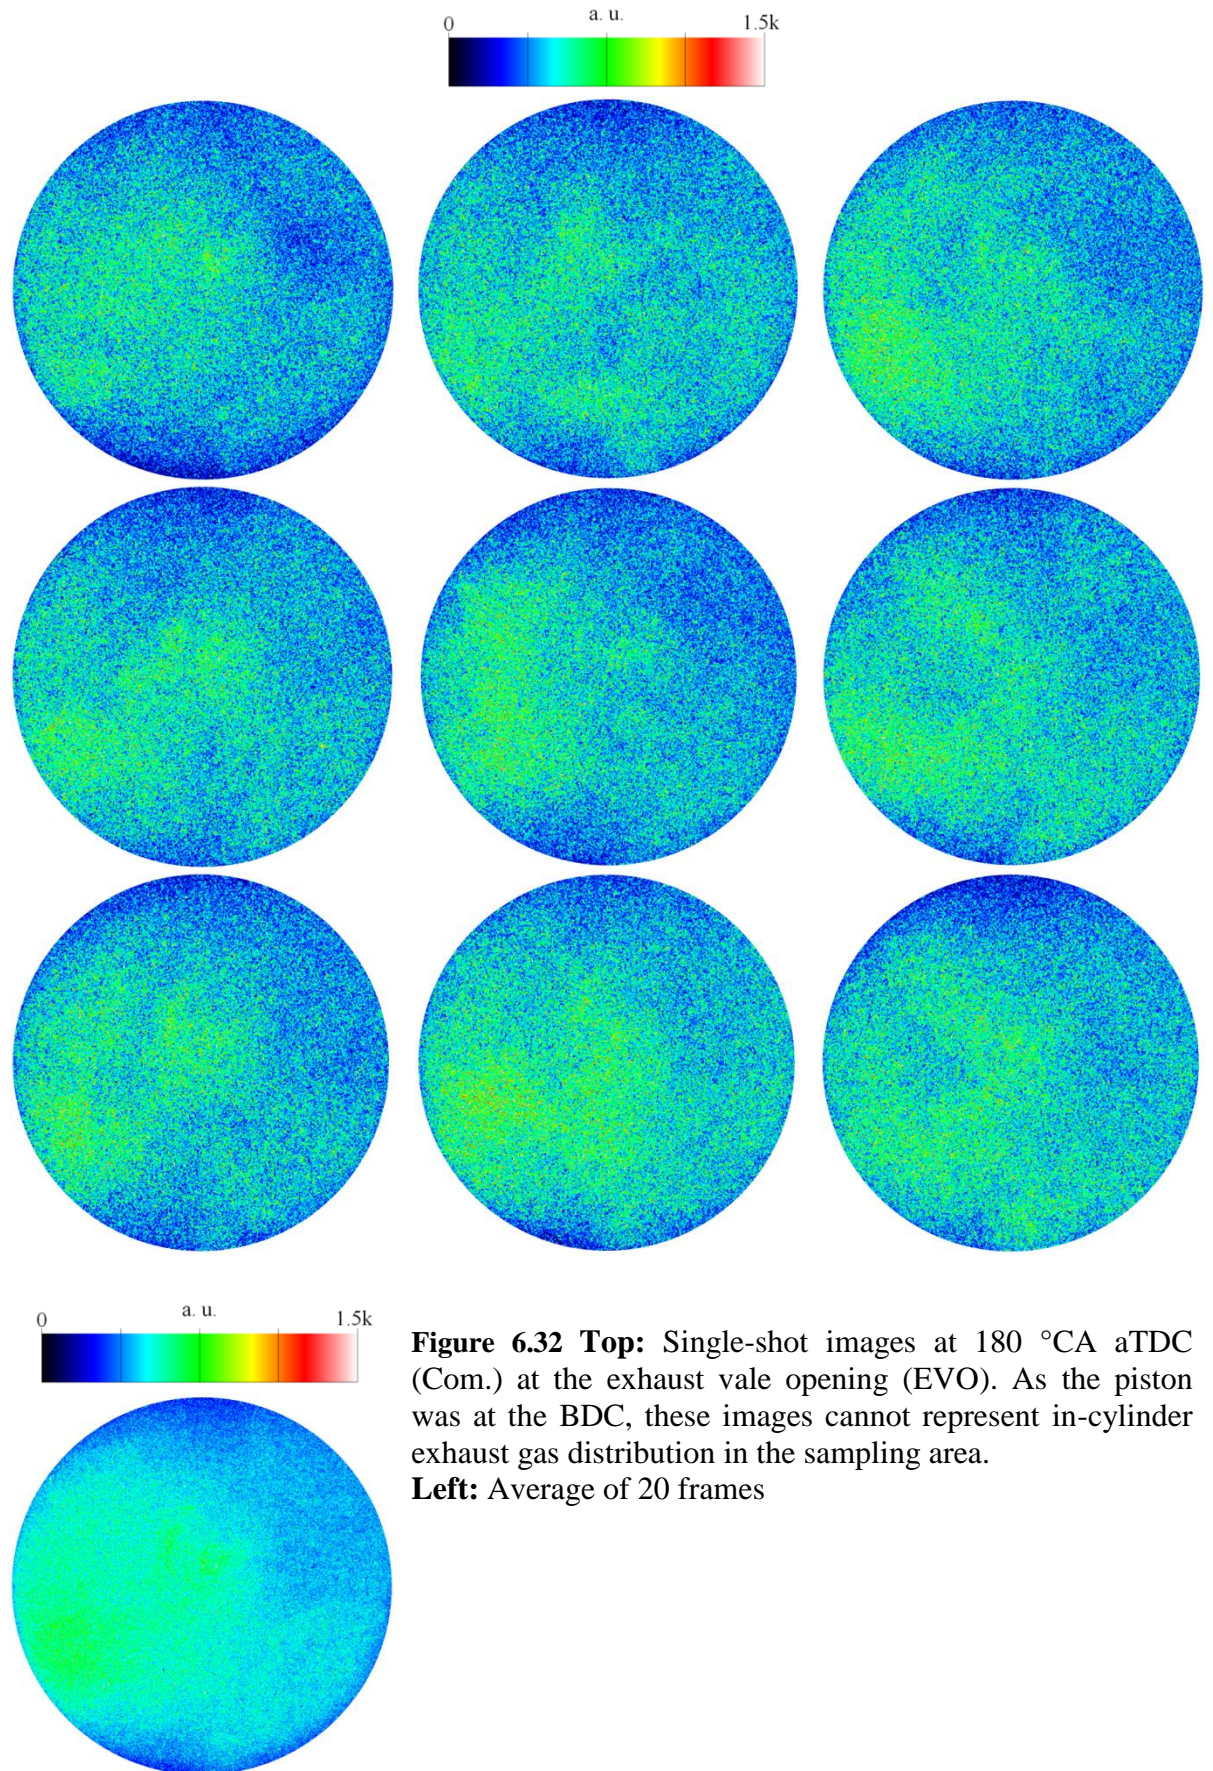 0 a. u. 1.5k
0 a. u. 1.5k
Figure 6.32 Top: Single-shot images at 180 °CA aTDC
(Com.) at the exhaust vale opening (EVO). As the piston
was at the BDC, these images cannot represent in-cylinder
exhaust gas distribution in the sampling area.
Left: Average of 20 frames